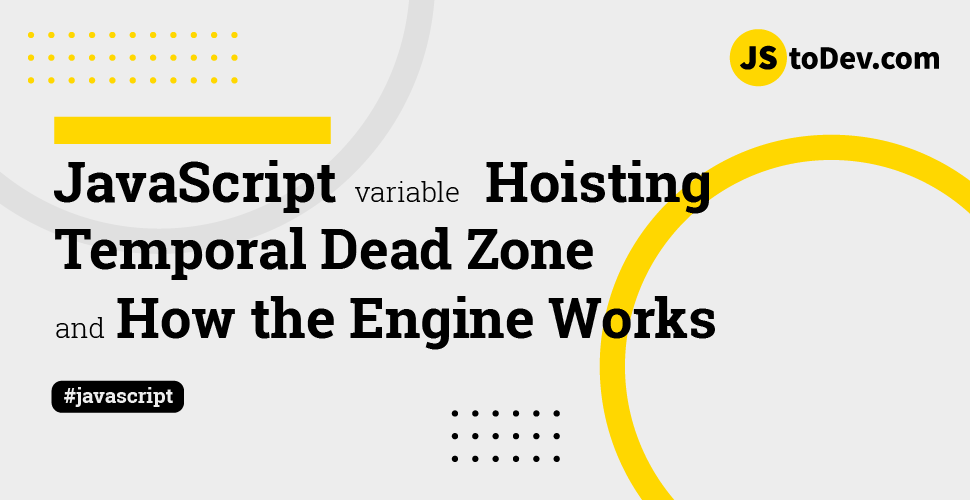 JS toDev.com
JavaScript variable Hoisting
Temporal Dead Zone
and How the Engine Works
#javascript